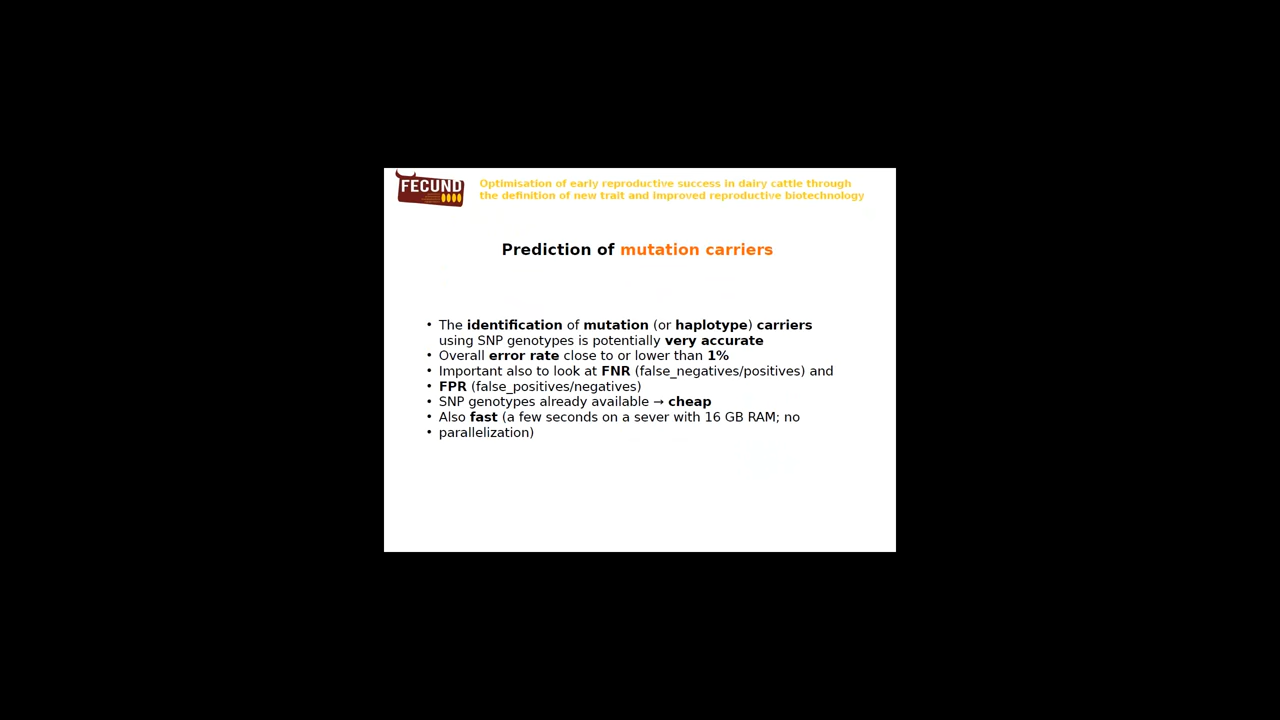 FECUND
Optimisation of early reproductive success in dairy cattle through
the definition of new trait and improved reproductive biotechnology
Prediction of mutation carriers
• The identification of mutation (or haplotype) carriers
using SNP genotypes is potentially very accurate
• Overall error rate close to or lower than 1%
• Important also to look at FNR (false_negatives/positives) and
• FPR (false_positives/negatives)
• SNP genotypes already available → cheap
• Also fast (a few seconds on a sever with 16 GB RAM; no
• parallelization)